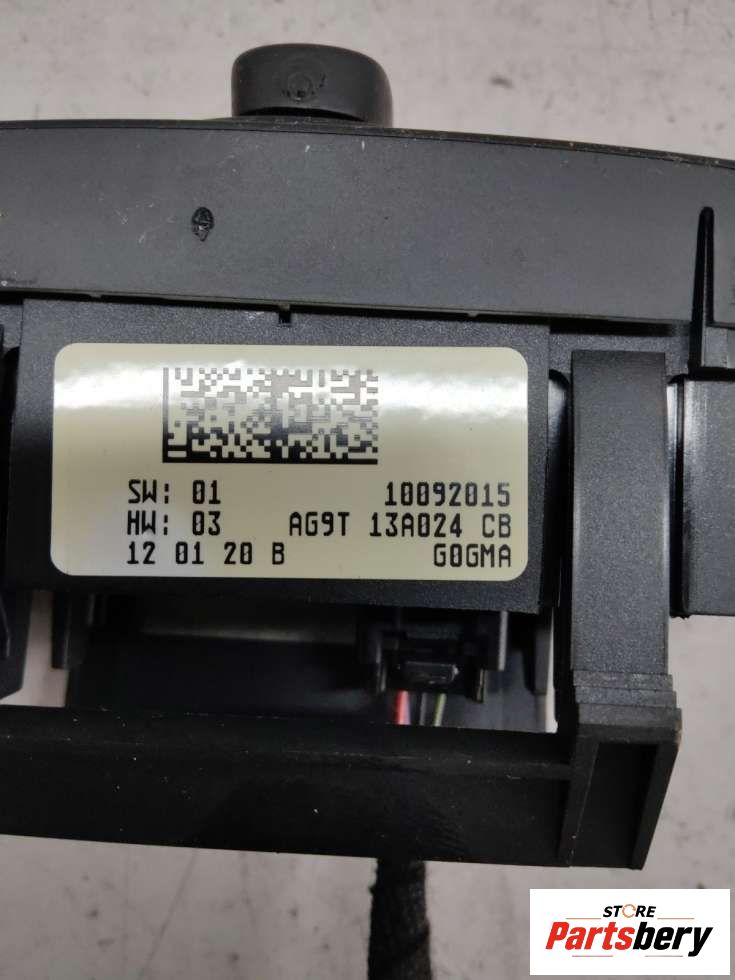 SW: 01 10092015
HW: 03 AG9T 13A024 CB
12 01 20 B G0GMA
STORE
Partsbery